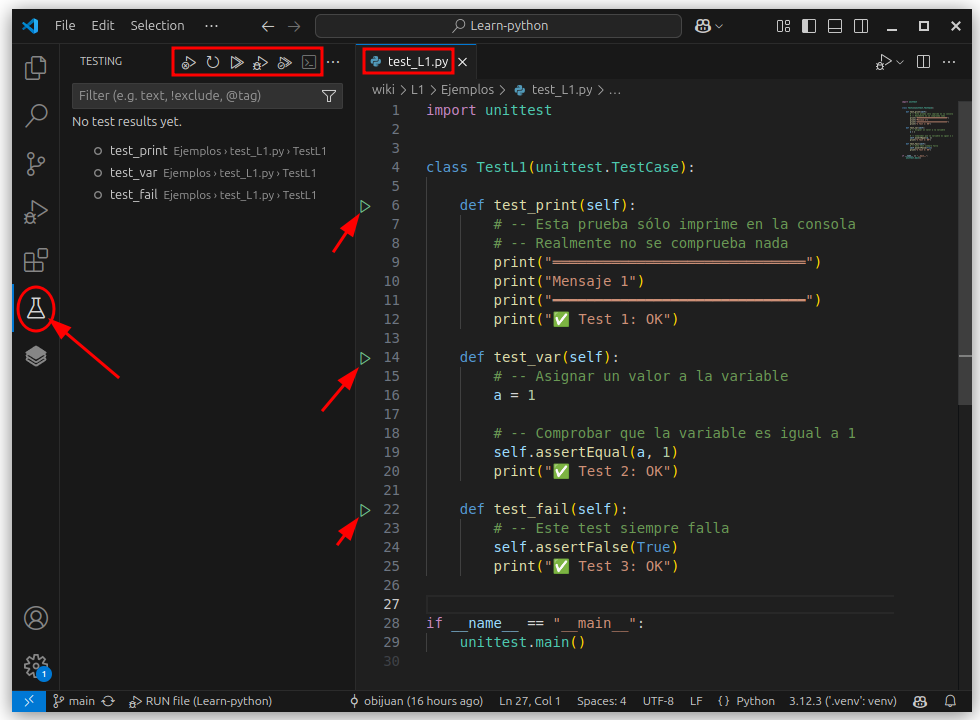 File Edit Selection ··· Learn-python
TESTING
test_L1.py
Filter (e.g. text, !exclude, @tag)
No test results yet.
test_print Ejemplos › test_L1.py › TestL1
test_var Ejemplos › test_L1.py › TestL1
test_fail Ejemplos › test_L1.py › TestL1
wiki > L1 > Ejemplos > test_L1.py > ...
1 import unittest
2
3
4 class TestL1(unittest.TestCase):
5
6 def test_print(self):
7 # -- Esta prueba sólo imprime en la consola
8 # -- Realmente no se comprueba nada
9 print("══════════════════════════════")
10 print("Mensaje 1")
11 print("══════════════════════════════")
12 print("✅ Test 1: OK")
13
14 def test_var(self):
15 # -- Asignar un valor a la variable
16 a = 1
17
18 # -- Comprobar que la variable es igual a 1
19 self.assertEqual(a, 1)
20 print("✅ Test 2: OK")
21
22 def test_fail(self):
23 # -- Este test siempre falla
24 self.assertFalse(True)
25 print("✅ Test 3: OK")
26
27
28 if __name__ == "__main__":
29 unittest.main()
30
1
main RUN file (Learn-python) obijuan (16 hours ago) Ln 27, Col 1 Spaces: 4 UTF-8 LF {} Python 3.12.3 ('.venv': venv)